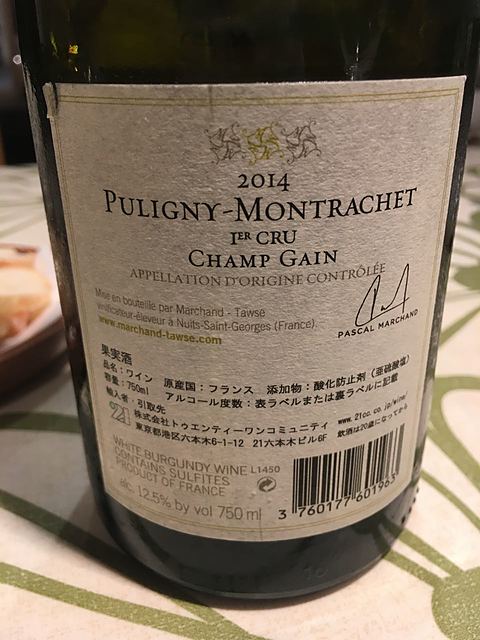 2014
PULIGNY-MONTRACHET
1ER CRU
CHAMP GAIN
APPELLATION D'ORIGINE CONTRÔLÉE
Mise en bouteille par Marchand - Tawse
vinificateur-éleveur à Nuits-Saint-Georges (France)
www.marchand-tawse.com
PASCAL MARCHAND
果実酒
品名：ワイン 原産国：フランス 添加物：酸化防止剤（亜硫酸塩）
容量：750ml アルコール度数：表ラベルまたは裏ラベルに記載
輸入者・引取先
21 株式会社トゥエンティーワンコミュニティ www.21cc.co.jp/wine/
東京都港区六本木6-1-12 21六本木ビル6F 飲酒は20歳になってから
WHITE BURGUNDY WINE L1450
CONTAINS SULFITES
PRODUCT OF FRANCE
alc. 12.5% by vol 750 ml
3 760177 601963